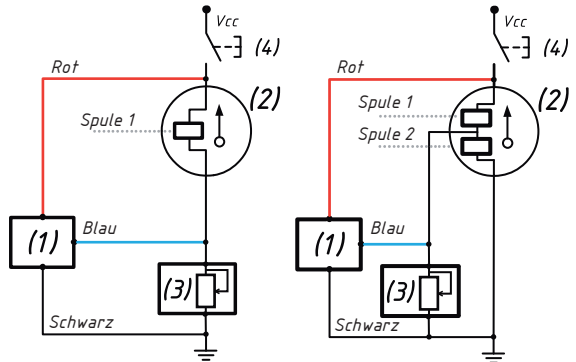 Vcc
(4)
Rot
(2)
Spule 1
(1)
Blau
(3)
Schwarz
Vcc
(4)
Rot
(2)
Spule 1
Spule 2
(1)
Blau
(3)
Schwarz